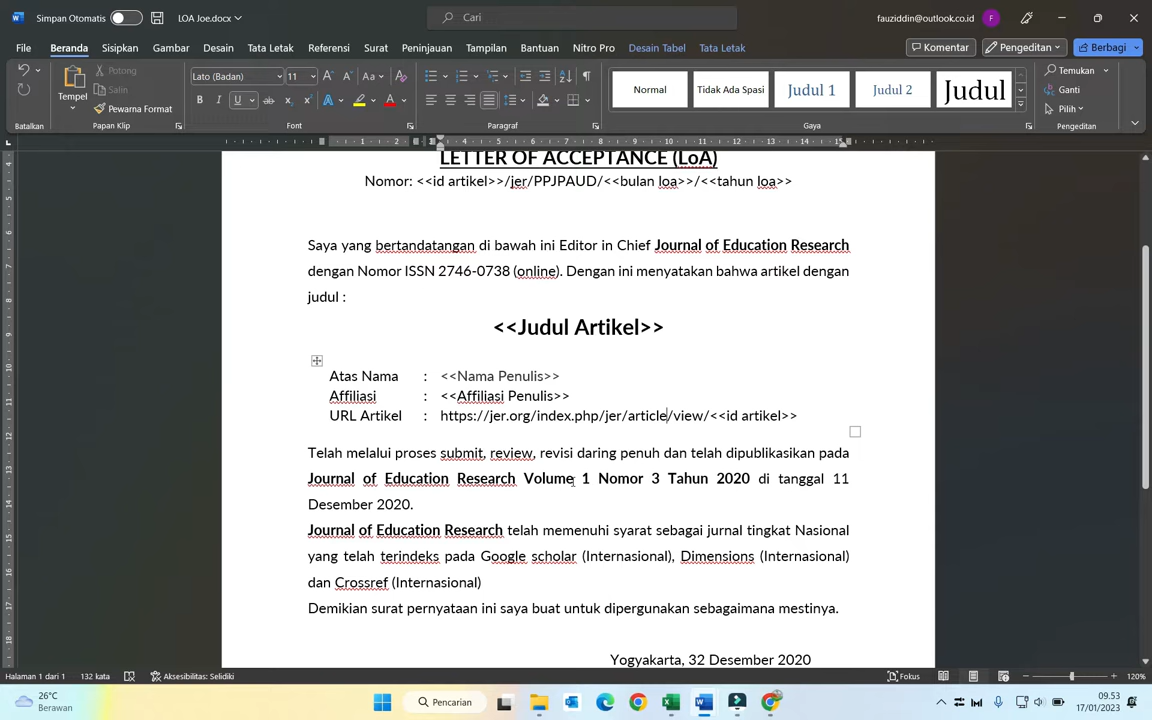 Simpan Otomatis
LOA Joe.docx
Cari
fauziddin@outlook.co.id
F
File
Beranda
Sisipkan
Gambar
Desain
Tata Letak
Referensi
Surat
Peninjauan
Tampilan
Bantuan
Nitro Pro
Desain Tabel
Tata Letak
Komentar
Pengeditan
Berbagi
Tempel
Potong
Salin
Pewarna Format
Lato (Badan)
11
Normal
Tidak Ada Spasi
Judul 1
Judul 2
Judul
Temukan
Ganti
Pilih
Batalkan
Papan Klip
Font
Paragraf
Gaya
Pengeditan
LETTER OF ACCEPTANCE (LoA)
Nomor: <<id artikel>>/jer/PPJPAUD/<<bulan loa>>/<<tahun loa>>
Saya yang bertandatangan di bawah ini Editor in Chief Journal of Education Research
dengan Nomor ISSN 2746-0738 (online). Dengan ini menyatakan bahwa artikel dengan
judul :
<<Judul Artikel>>
Atas Nama : <<Nama Penulis>>
Affiliasi : <<Affiliasi Penulis>>
URL Artikel : https://jer.org/index.php/jer/article/view/<<id artikel>>
Telah melalui proses submit, review, revisi daring penuh dan telah dipublikasikan pada
Journal of Education Research Volume 1 Nomor 3 Tahun 2020 di tanggal 11
Desember 2020.
Journal of Education Research telah memenuhi syarat sebagai jurnal tingkat Nasional
yang telah terindeks pada Google scholar (Internasional), Dimensions (Internasional)
dan Crossref (Internasional)
Demikian surat pernyataan ini saya buat untuk dipergunakan sebagaimana mestinya.
Yogyakarta, 32 Desember 2020
Halaman 1 dari 1
132 kata
Aksesibilitas: Selidiki
Fokus
120%
26°C
Berawan
Pencarian
09.53
17/01/2023